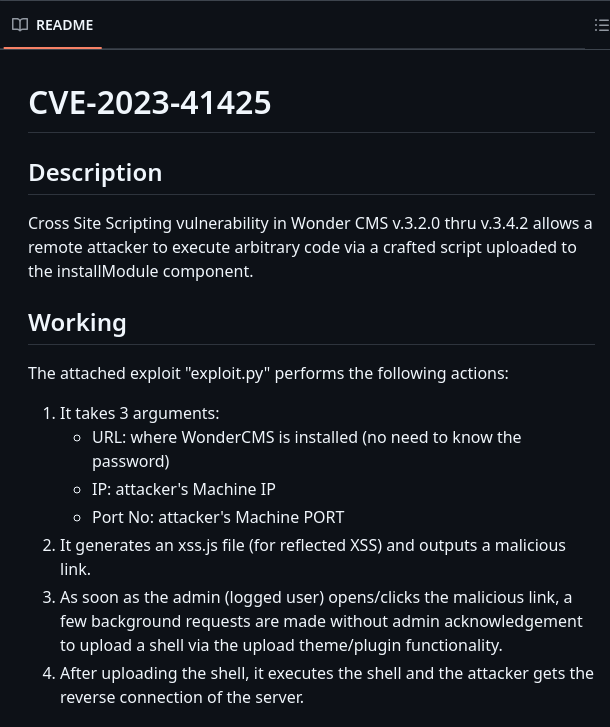 README
CVE-2023-41425
Description
Cross Site Scripting vulnerability in Wonder CMS v.3.2.0 thru v.3.4.2 allows a
remote attacker to execute arbitrary code via a crafted script uploaded to
the installModule component.
Working
The attached exploit "exploit.py" performs the following actions:
1. It takes 3 arguments:
◦ URL: where WonderCMS is installed (no need to know the
password)
◦ IP: attacker's Machine IP
◦ Port No: attacker's Machine PORT
2. It generates an xss.js file (for reflected XSS) and outputs a malicious
link.
3. As soon as the admin (logged user) opens/clicks the malicious link, a
few background requests are made without admin acknowledgement
to upload a shell via the upload theme/plugin functionality.
4. After uploading the shell, it executes the shell and the attacker gets the
reverse connection of the server.